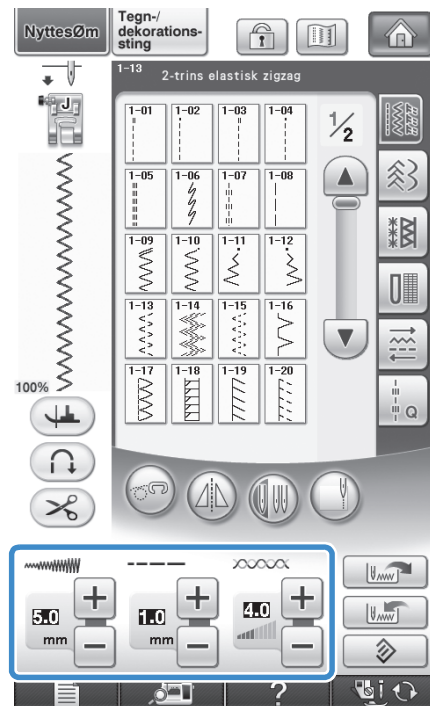 NyttesØm
Tegn-/
dekorations-
sting
1-13
2-trins elastisk zigzag
J
1-01 1-02 1-03 1-04
1/2
1-05 1-06 1-07 1-08
1-09 1-10 1-11 1-12
1-13 1-14 1-15 1-16
1-17 1-18 1-19 1-20
100%
Q
5.0 1.0 4.0
mm mm
?